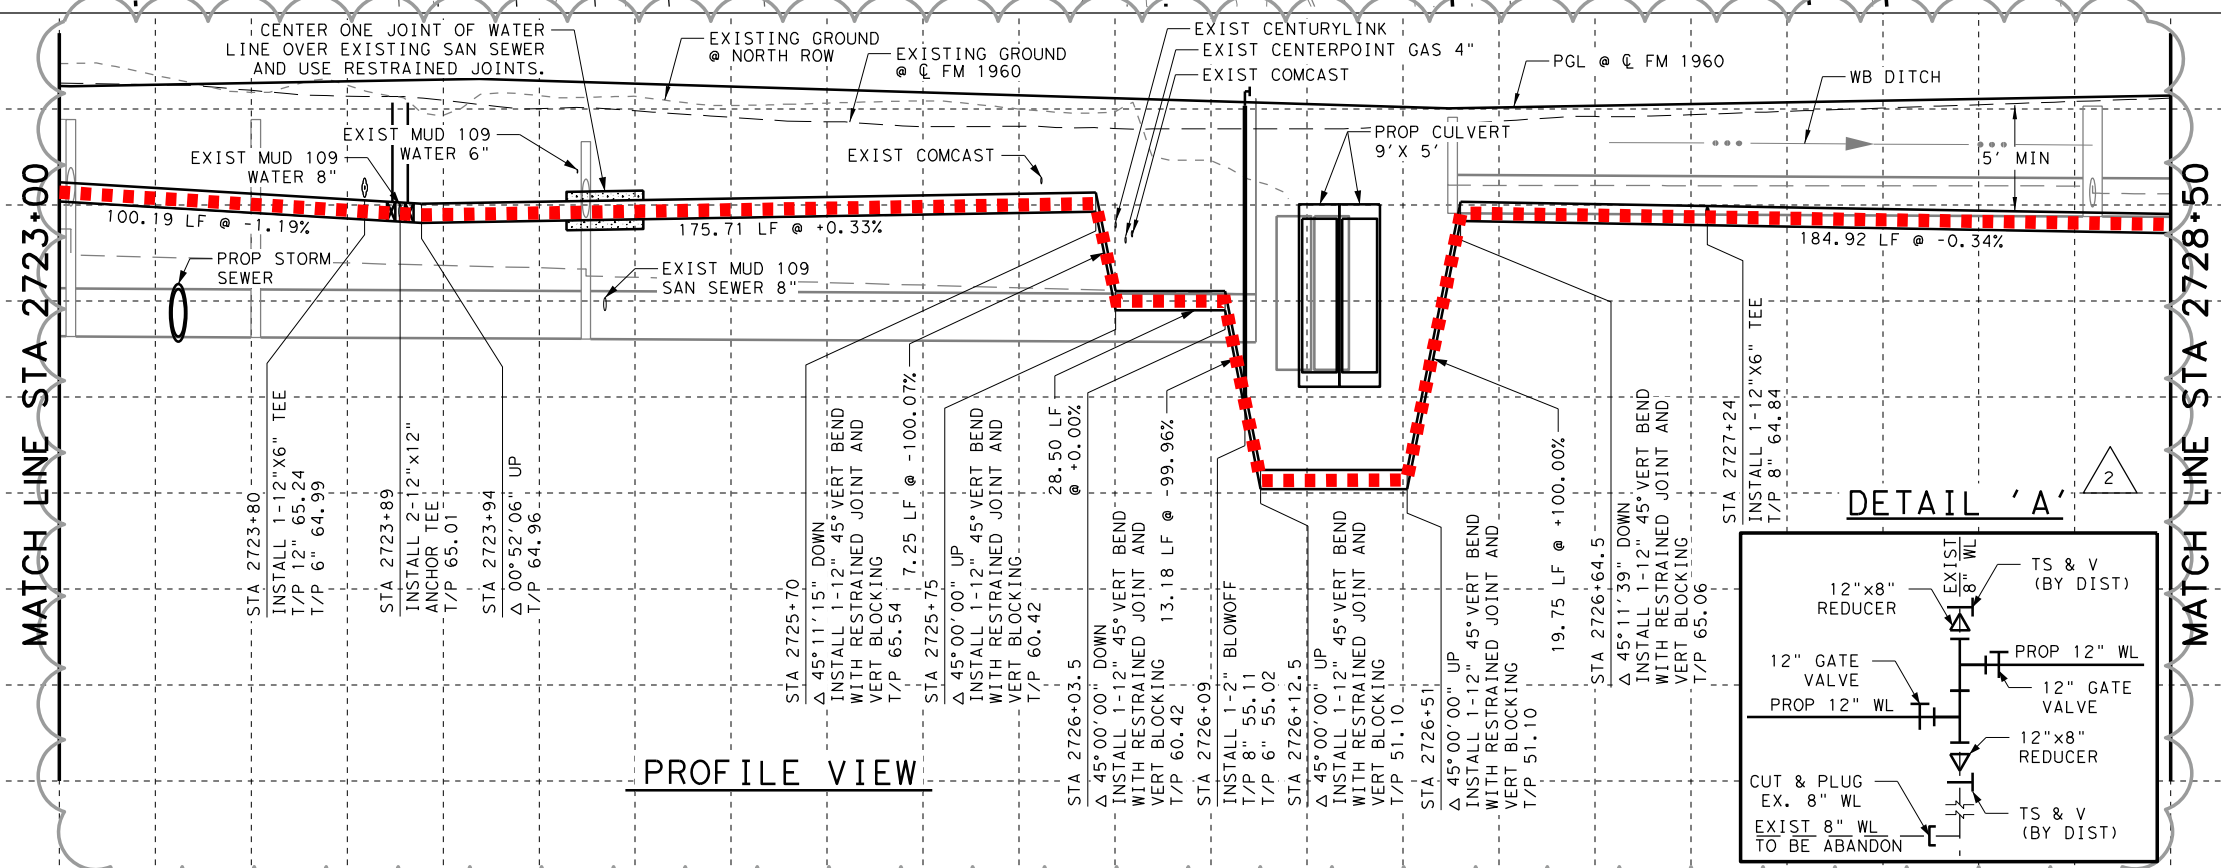 CENTER ONE JOINT OF WATER
LINE OVER EXISTING SAN SEWER
AND USE RESTRAINED JOINTS.
EXISTING GROUND
@ NORTH ROW
EXISTING GROUND
@ ℄ FM 1960
EXIST CENTURYLINK
EXIST CENTERPOINT GAS 4"
EXIST COMCAST
PGL @ ℄ FM 1960
WB DITCH
EXIST MUD 109
WATER 6"
EXIST MUD 109
WATER 8"
EXIST COMCAST
PROP CULVERT
9'X 5'
5' MIN
MATCH LINE STA 2723+00
100.19 LF @ -1.19%
175.71 LF @ +0.33%
184.92 LF @ -0.34%
PROP STORM
SEWER
EXIST MUD 109
SAN SEWER 8"
STA 2723+80
INSTALL 1-12"X6" TEE
T/P 12" 65.24
T/P 6" 64.99
STA 2723+89
INSTALL 2-12"x12"
ANCHOR TEE
T/P 65.01
STA 2723+94
Δ 00°52'06" UP
T/P 64.96
STA 2725+70
Δ 45°11'15" DOWN
INSTALL 1-12" 45°VERT BEND
WITH RESTRAINED JOINT AND
VERT BLOCKING
T/P 65.54
7.25 LF @ -100.07%
STA 2725+75
Δ 45°00'00" UP
INSTALL 1-12" 45°VERT BEND
WITH RESTRAINED JOINT AND
VERT BLOCKING
T/P 60.42
28.50 LF
@ +0.00%
STA 2726+03.5
Δ 45°00'00" DOWN
INSTALL 1-12" 45°VERT BEND
WITH RESTRAINED JOINT AND
VERT BLOCKING
T/P 60.42
13.18 LF @ -99.96%
STA 2726+09
INSTALL 1-2" BLOWOFF
T/P 8" 55.11
T/P 6" 55.02
STA 2726+12.5
Δ 45°00'00" UP
INSTALL 1-12" 45°VERT BEND
WITH RESTRAINED JOINT AND
VERT BLOCKING
T/P 51.10
STA 2726+51
Δ 45°00'00" UP
INSTALL 1-12" 45°VERT BEND
WITH RESTRAINED JOINT AND
VERT BLOCKING
T/P 51.10
19.75 LF @ +100.00%
STA 2726+64.5
Δ 45°11'39" DOWN
INSTALL 1-12" 45°VERT BEND
WITH RESTRAINED JOINT AND
VERT BLOCKING
T/P 65.06
STA 2727+24
INSTALL 1-12"X6" TEE
T/P 8" 64.84
MATCH LINE STA 2728+50
PROFILE VIEW
DETAIL 'A'
2
EXIST
8" WL
TS & V
(BY DIST)
12"x8"
REDUCER
12" GATE
VALVE
PROP 12" WL
PROP 12" WL
12" GATE
VALVE
12"x8"
REDUCER
CUT & PLUG
EX. 8" WL
TS & V
(BY DIST)
EXIST 8" WL
TO BE ABANDON